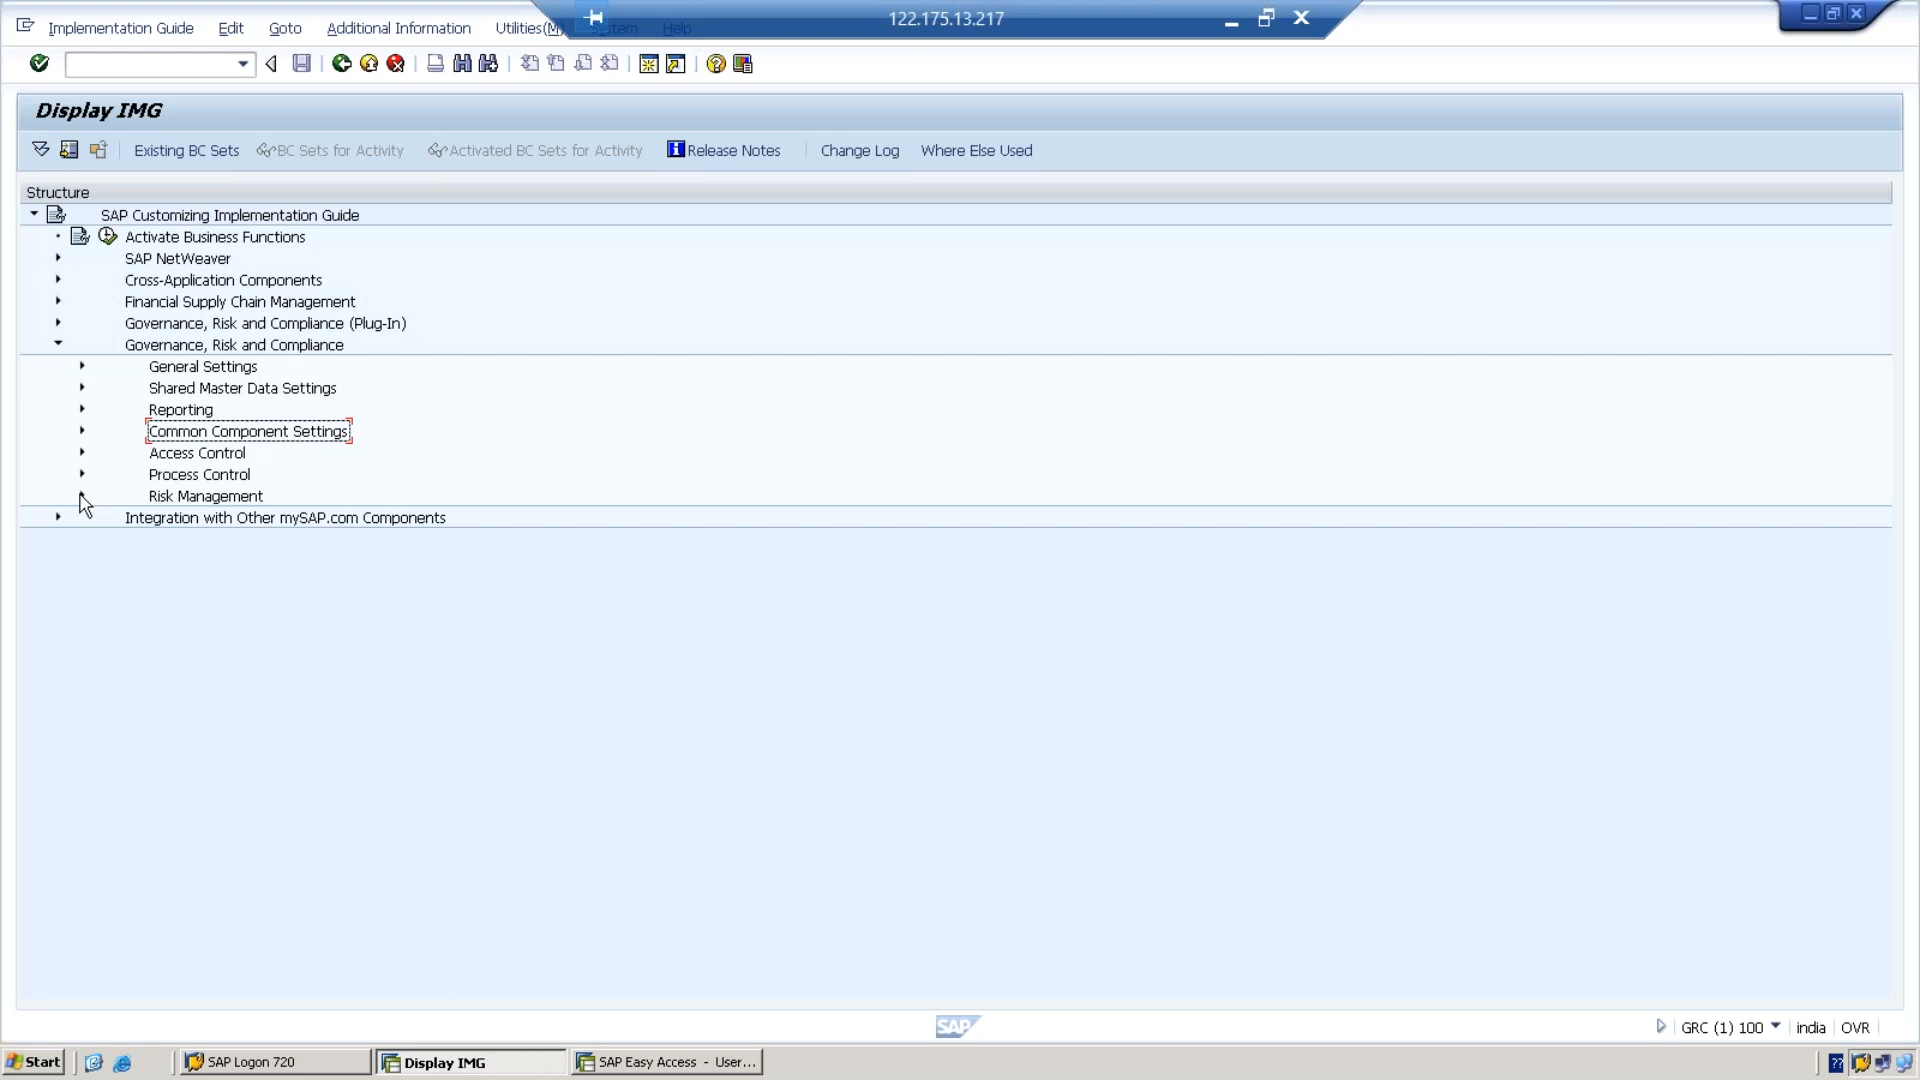 122.175.13.217
Implementation Guide Edit Goto Additional Information Utilities(M) System Help
Display IMG
Existing BC Sets BC Sets for Activity Activated BC Sets for Activity Release Notes Change Log Where Else Used
Structure
SAP Customizing Implementation Guide
Activate Business Functions
SAP NetWeaver
Cross-Application Components
Financial Supply Chain Management
Governance, Risk and Compliance (Plug-In)
Governance, Risk and Compliance
General Settings
Shared Master Data Settings
Reporting
Common Component Settings
Access Control
Process Control
Risk Management
Integration with Other mySAP.com Components
SAP
GRC (1) 100 india OVR
Start SAP Logon 720 Display IMG SAP Easy Access - User... ??